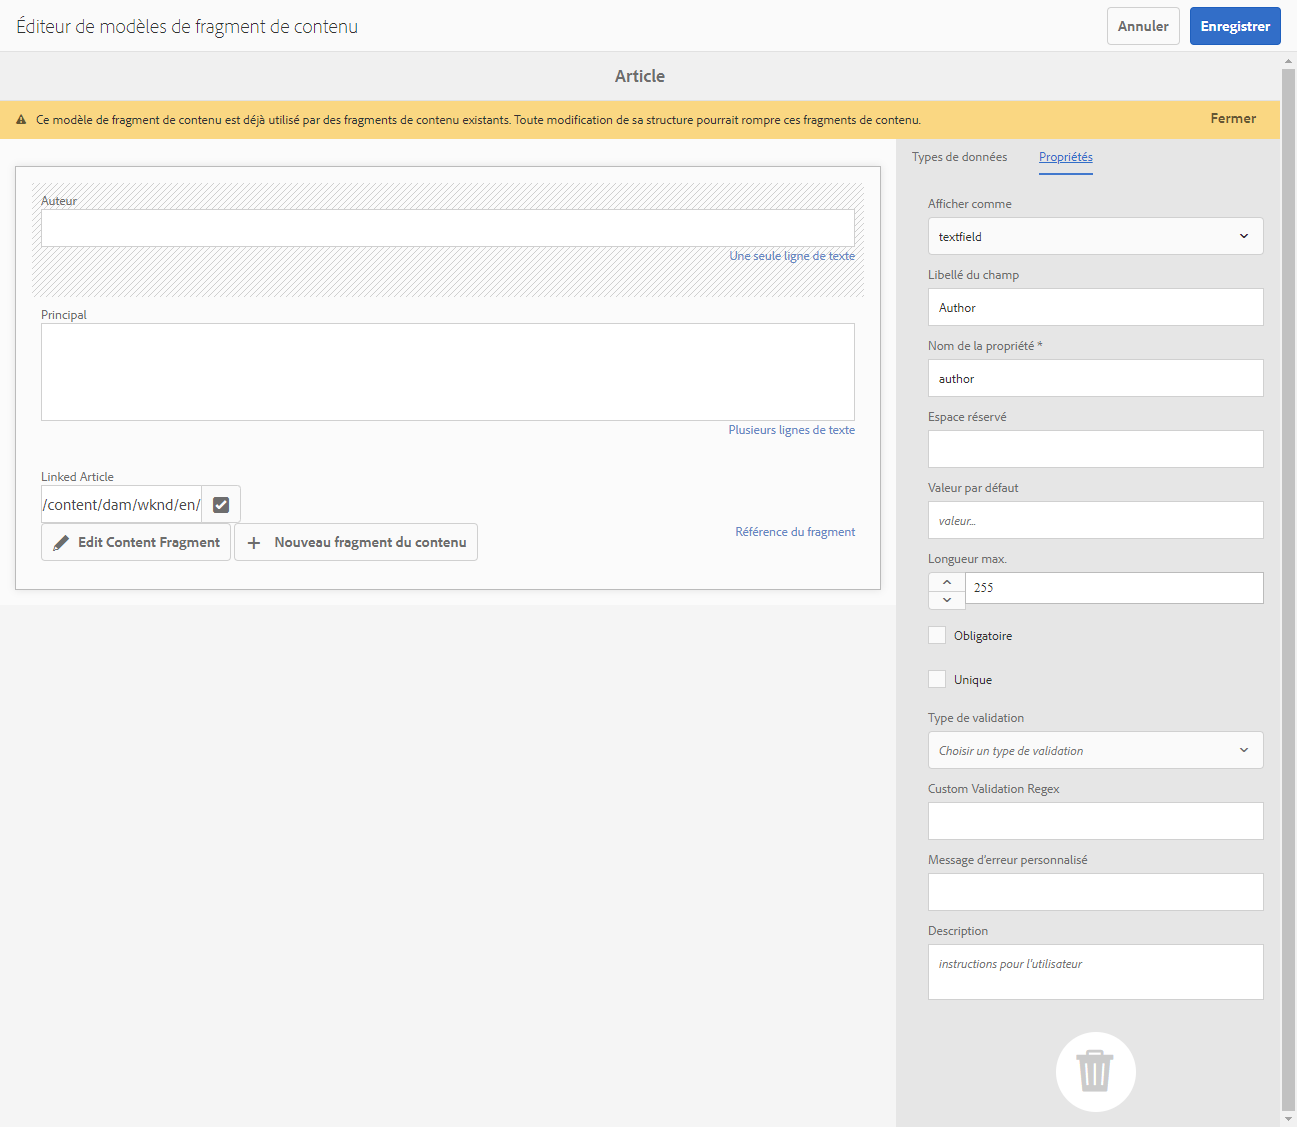 Éditeur de modèles de fragment de contenu
Annuler
Enregistrer
Article
Ce modèle de fragment de contenu est déjà utilisé par des fragments de contenu existants. Toute modification de sa structure pourrait rompre ces fragments de contenu.
Fermer
Auteur
Une seule ligne de texte
Principal
Plusieurs lignes de texte
Linked Article
/content/dam/wknd/en/
Edit Content Fragment
Nouveau fragment du contenu
Référence du fragment
Types de données
Propriétés
Afficher comme
textfield
Libellé du champ
Author
Nom de la propriété *
author
Espace réservé
Valeur par défaut
valeur...
Longueur max.
255
Obligatoire
Unique
Type de validation
Choisir un type de validation
Custom Validation Regex
Message d'erreur personnalisé
Description
instructions pour l'utilisateur